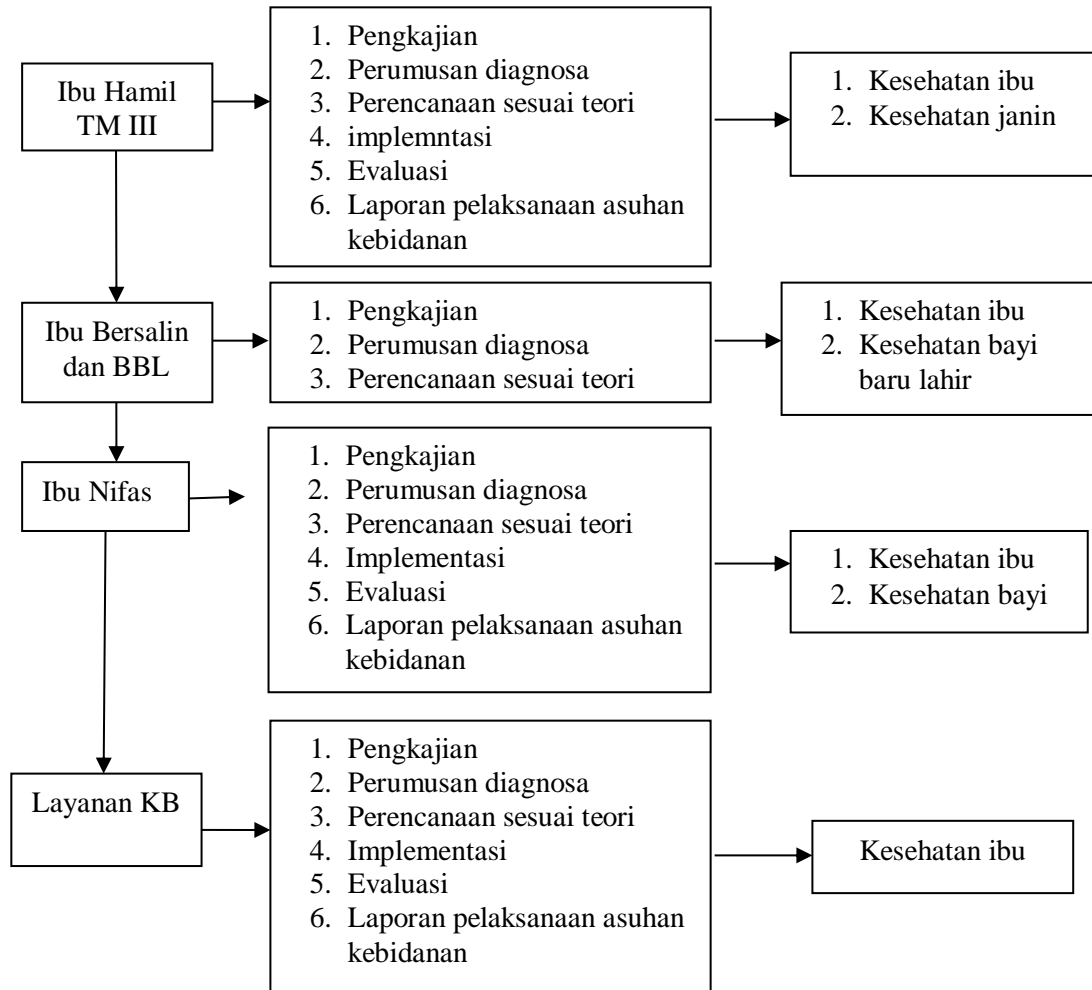 Ibu Hamil
TM III
1. Pengkajian
2. Perumusan diagnosa
3. Perencanaan sesuai teori
4. implemntasi
5. Evaluasi
6. Laporan pelaksanaan asuhan
kebidanan
1. Kesehatan ibu
2. Kesehatan janin
Ibu Bersalin
dan BBL
1. Pengkajian
2. Perumusan diagnosa
3. Perencanaan sesuai teori
1. Kesehatan ibu
2. Kesehatan bayi
baru lahir
Ibu Nifas
1. Pengkajian
2. Perumusan diagnosa
3. Perencanaan sesuai teori
4. Implementasi
5. Evaluasi
6. Laporan pelaksanaan asuhan
kebidanan
1. Kesehatan ibu
2. Kesehatan bayi
Layanan KB
1. Pengkajian
2. Perumusan diagnosa
3. Perencanaan sesuai teori
4. Implementasi
5. Evaluasi
6. Laporan pelaksanaan asuhan
kebidanan
Kesehatan ibu